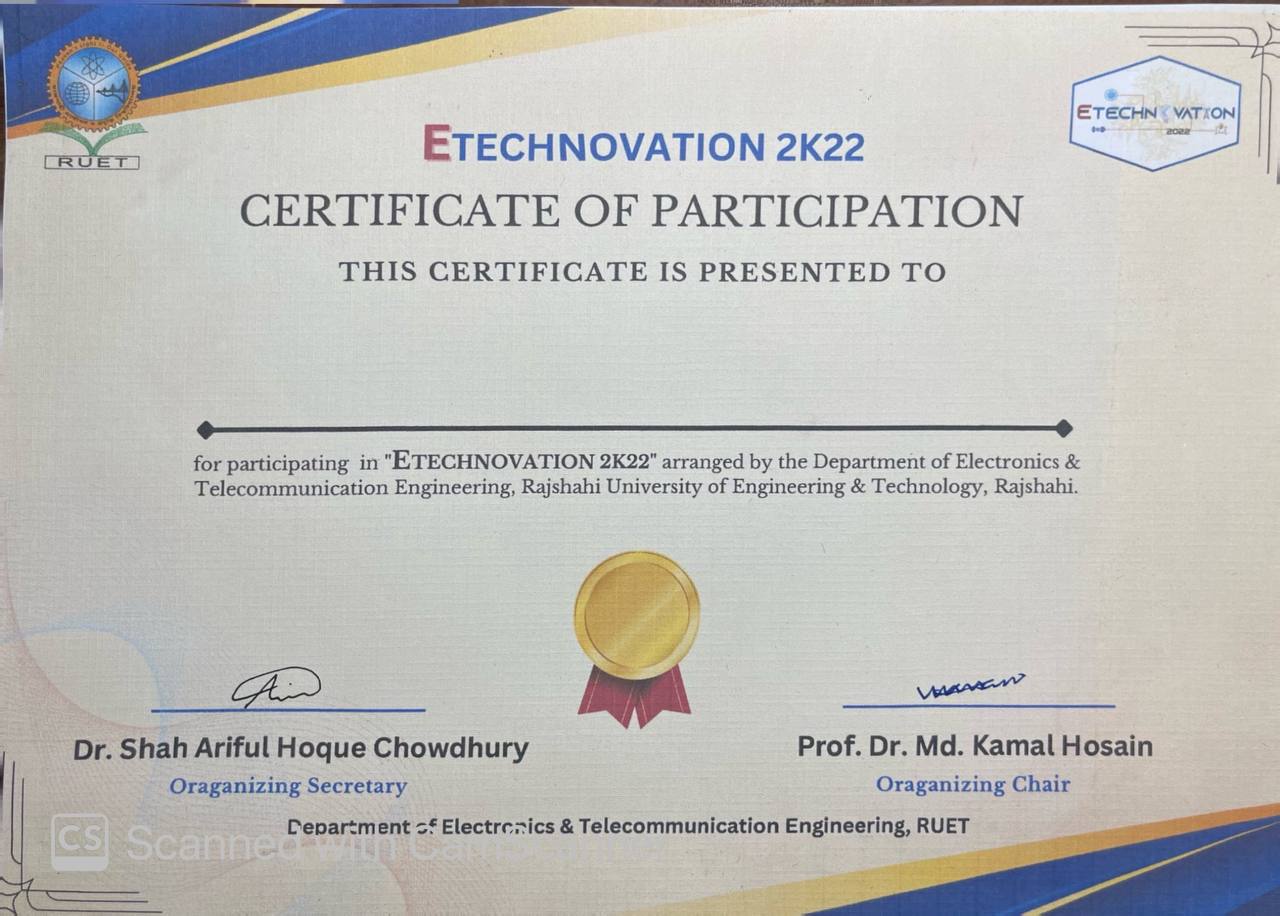 RUET
ETECHNOVATION
2022
ETECHNOVATION 2K22
CERTIFICATE OF PARTICIPATION
THIS CERTIFICATE IS PRESENTED TO
for participating in "ETECHNOVATION 2K22" arranged by the Department of Electronics &
Telecommunication Engineering, Rajshahi University of Engineering & Technology, Rajshahi.
Dr. Shah Ariful Hoque Chowdhury
Prof. Dr. Md. Kamal Hosain
Oraganizing Secretary
Oraganizing Chair
Department of Electronics & Telecommunication Engineering, RUET
CS Scanned with CamScanner